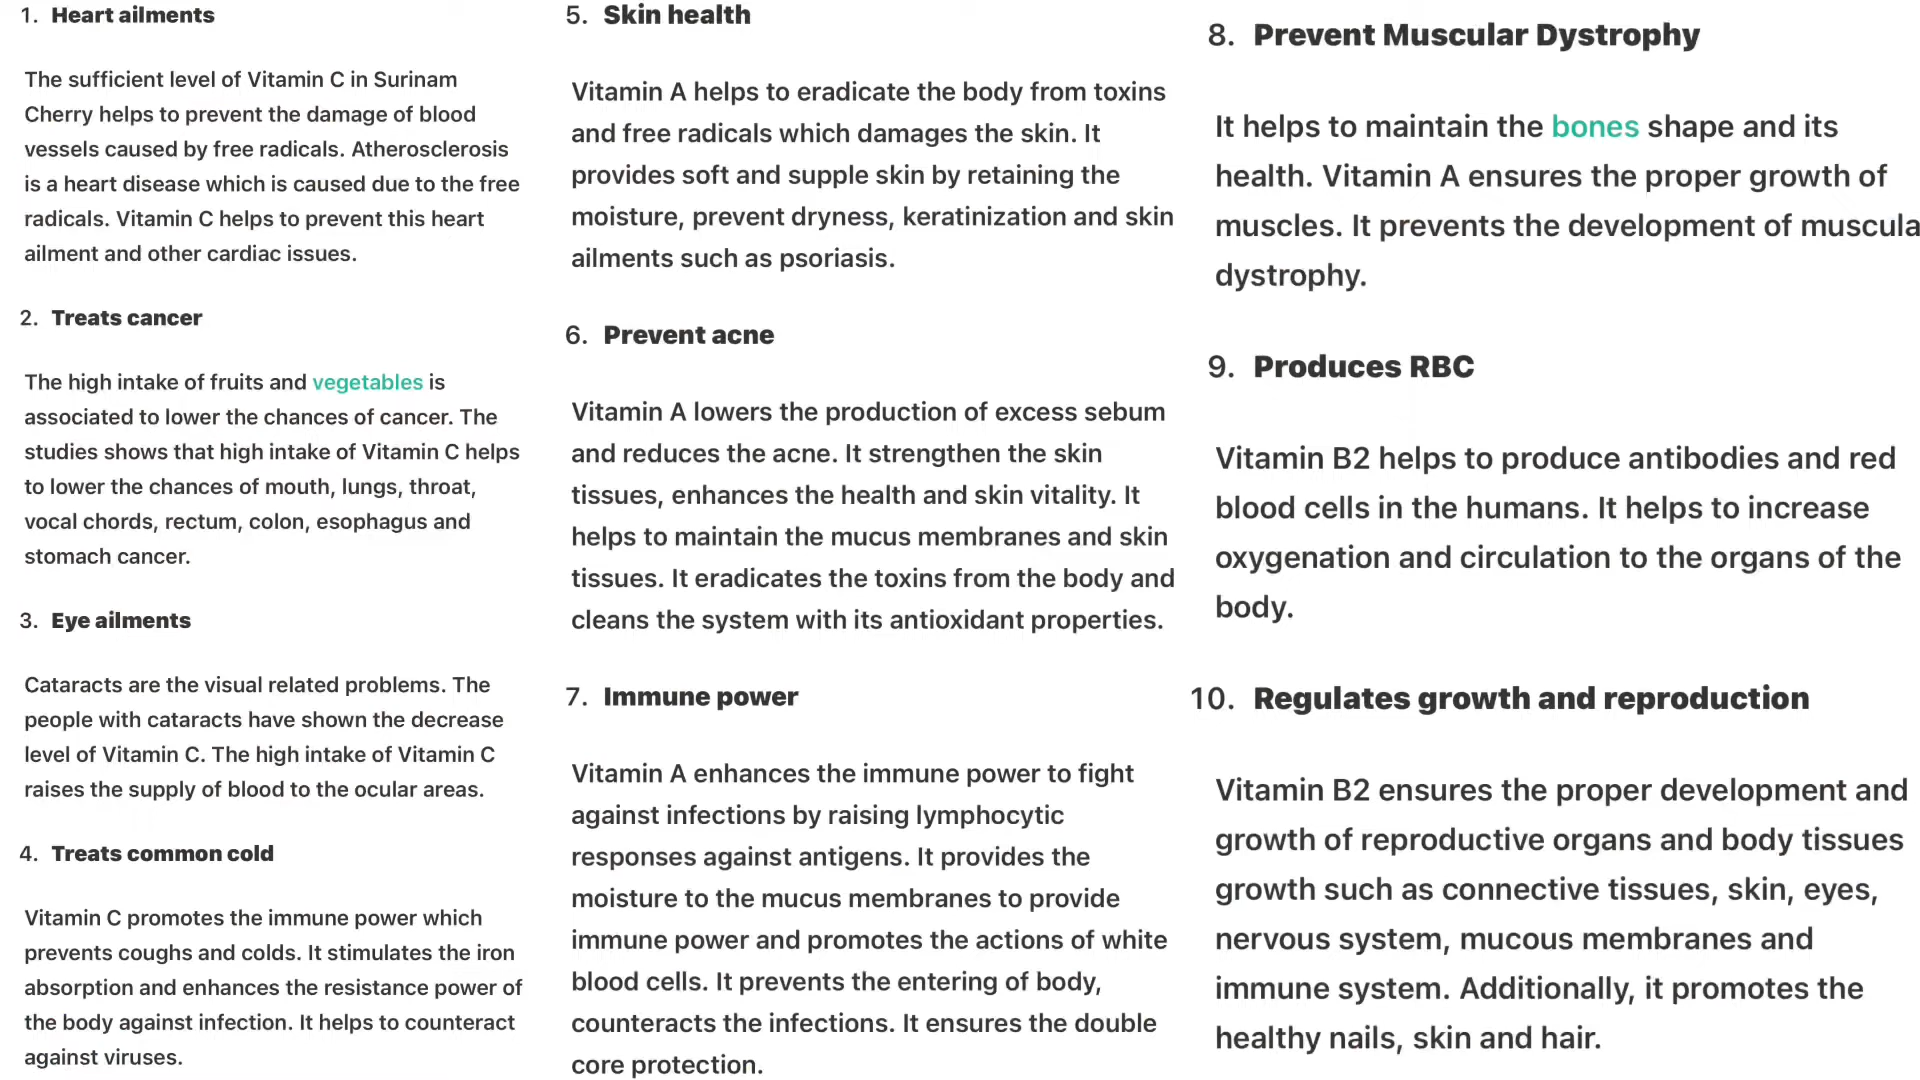 1. Heart ailments
The sufficient level of Vitamin C in Surinam
Cherry helps to prevent the damage of blood
vessels caused by free radicals. Atherosclerosis
is a heart disease which is caused due to the free
radicals. Vitamin C helps to prevent this heart
ailment and other cardiac issues.
2. Treats cancer
The high intake of fruits and vegetables is
associated to lower the chances of cancer. The
studies shows that high intake of Vitamin C helps
to lower the chances of mouth, lungs, throat,
vocal chords, rectum, colon, esophagus and
stomach cancer.
3. Eye ailments
Cataracts are the visual related problems. The
people with cataracts have shown the decrease
level of Vitamin C. The high intake of Vitamin C
raises the supply of blood to the ocular areas.
4. Treats common cold
Vitamin C promotes the immune power which
prevents coughs and colds. It stimulates the iron
absorption and enhances the resistance power of
the body against infection. It helps to counteract
against viruses.
5. Skin health
Vitamin A helps to eradicate the body from toxins
and free radicals which damages the skin. It
provides soft and supple skin by retaining the
moisture, prevent dryness, keratinization and skin
ailments such as psoriasis.
6. Prevent acne
Vitamin A lowers the production of excess sebum
and reduces the acne. It strengthen the skin
tissues, enhances the health and skin vitality. It
helps to maintain the mucus membranes and skin
tissues. It eradicates the toxins from the body and
cleans the system with its antioxidant properties.
7. Immune power
Vitamin A enhances the immune power to fight
against infections by raising lymphocytic
responses against antigens. It provides the
moisture to the mucus membranes to provide
immune power and promotes the actions of white
blood cells. It prevents the entering of body,
counteracts the infections. It ensures the double
core protection.
8. Prevent Muscular Dystrophy
It helps to maintain the bones shape and its
health. Vitamin A ensures the proper growth of
muscles. It prevents the development of muscula
dystrophy.
9. Produces RBC
Vitamin B2 helps to produce antibodies and red
blood cells in the humans. It helps to increase
oxygenation and circulation to the organs of the
body.
10. Regulates growth and reproduction
Vitamin B2 ensures the proper development and
growth of reproductive organs and body tissues
growth such as connective tissues, skin, eyes,
nervous system, mucous membranes and
immune system. Additionally, it promotes the
healthy nails, skin and hair.